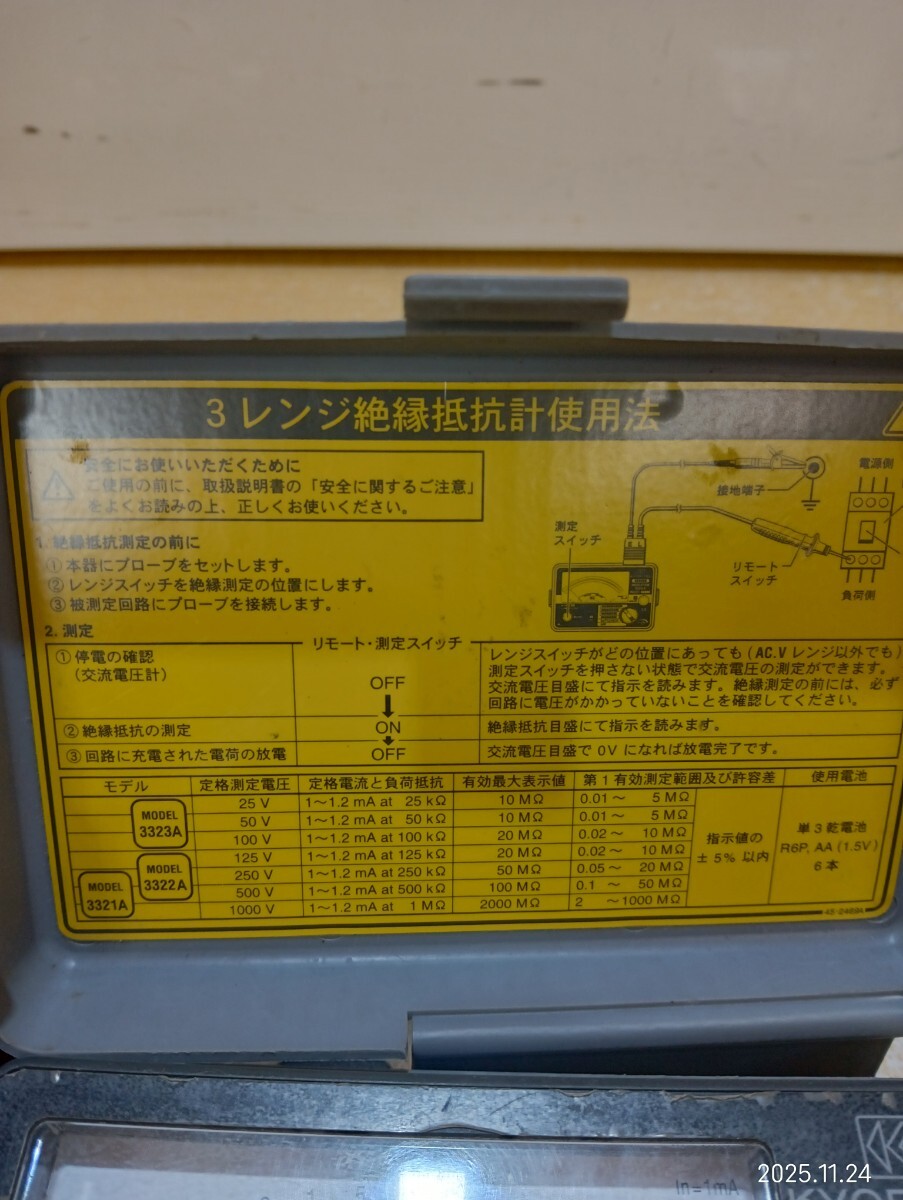 3レンジ絶縁抵抗計使用法
安全にお使いいただくために
ご使用の前に、取扱説明書の「安全に関するご注意」
をよくお読みの上、正しくお使いください。
1. 絶縁抵抗測定の前に
①本器にプローブをセットします。
②レンジスイッチを絶縁測定の位置にします。
③被測定回路にプローブを接続します。
測定
スイッチ
接地端子
リモート
スイッチ
電源側
負荷側
2. 測定
リモート・測定スイッチ
①停電の確認
(交流電圧計)
OFF
レンジスイッチがどの位置にあっても(AC.Vレンジ以外でも)
測定スイッチを押さない状態で交流電圧の測定ができます。
交流電圧目盛にて指示を読みます。絶縁測定の前には、必ず
回路に電圧がかかっていないことを確認してください。
②絶縁抵抗の測定 ON 絶縁抵抗目盛にて指示を読みます。
③回路に充電された電荷の放電 OFF 交流電圧目盛で0Vになれば放電完了です。
モデル 定格測定電圧 定格電流と負荷抵抗 有効最大表示値 第1有効測定範囲及び許容差 使用電池
MODEL
3323A
MODEL
3322A
MODEL
3321A
25 V 1~1.2 mA at 25 kΩ 10 MΩ 0.01~ 5 MΩ
50 V 1~1.2 mA at 50 kΩ 10 MΩ 0.01~ 5 MΩ
100 V 1~1.2 mA at 100 kΩ 20 MΩ 0.02~ 10 MΩ
125 V 1~1.2 mA at 125 kΩ 20 MΩ 0.02~ 10 MΩ
250 V 1~1.2 mA at 250 kΩ 50 MΩ 0.05~ 20 MΩ
500 V 1~1.2 mA at 500 kΩ 100 MΩ 0.1 ~ 50 MΩ
1000 V 1~1.2 mA at 1 MΩ 2000 MΩ 2 ~1000 MΩ
指示値の
±5% 以内
単3乾電池
R6P, AA (1.5V)
6本
45-2469A
In=1mA
2025.11.24